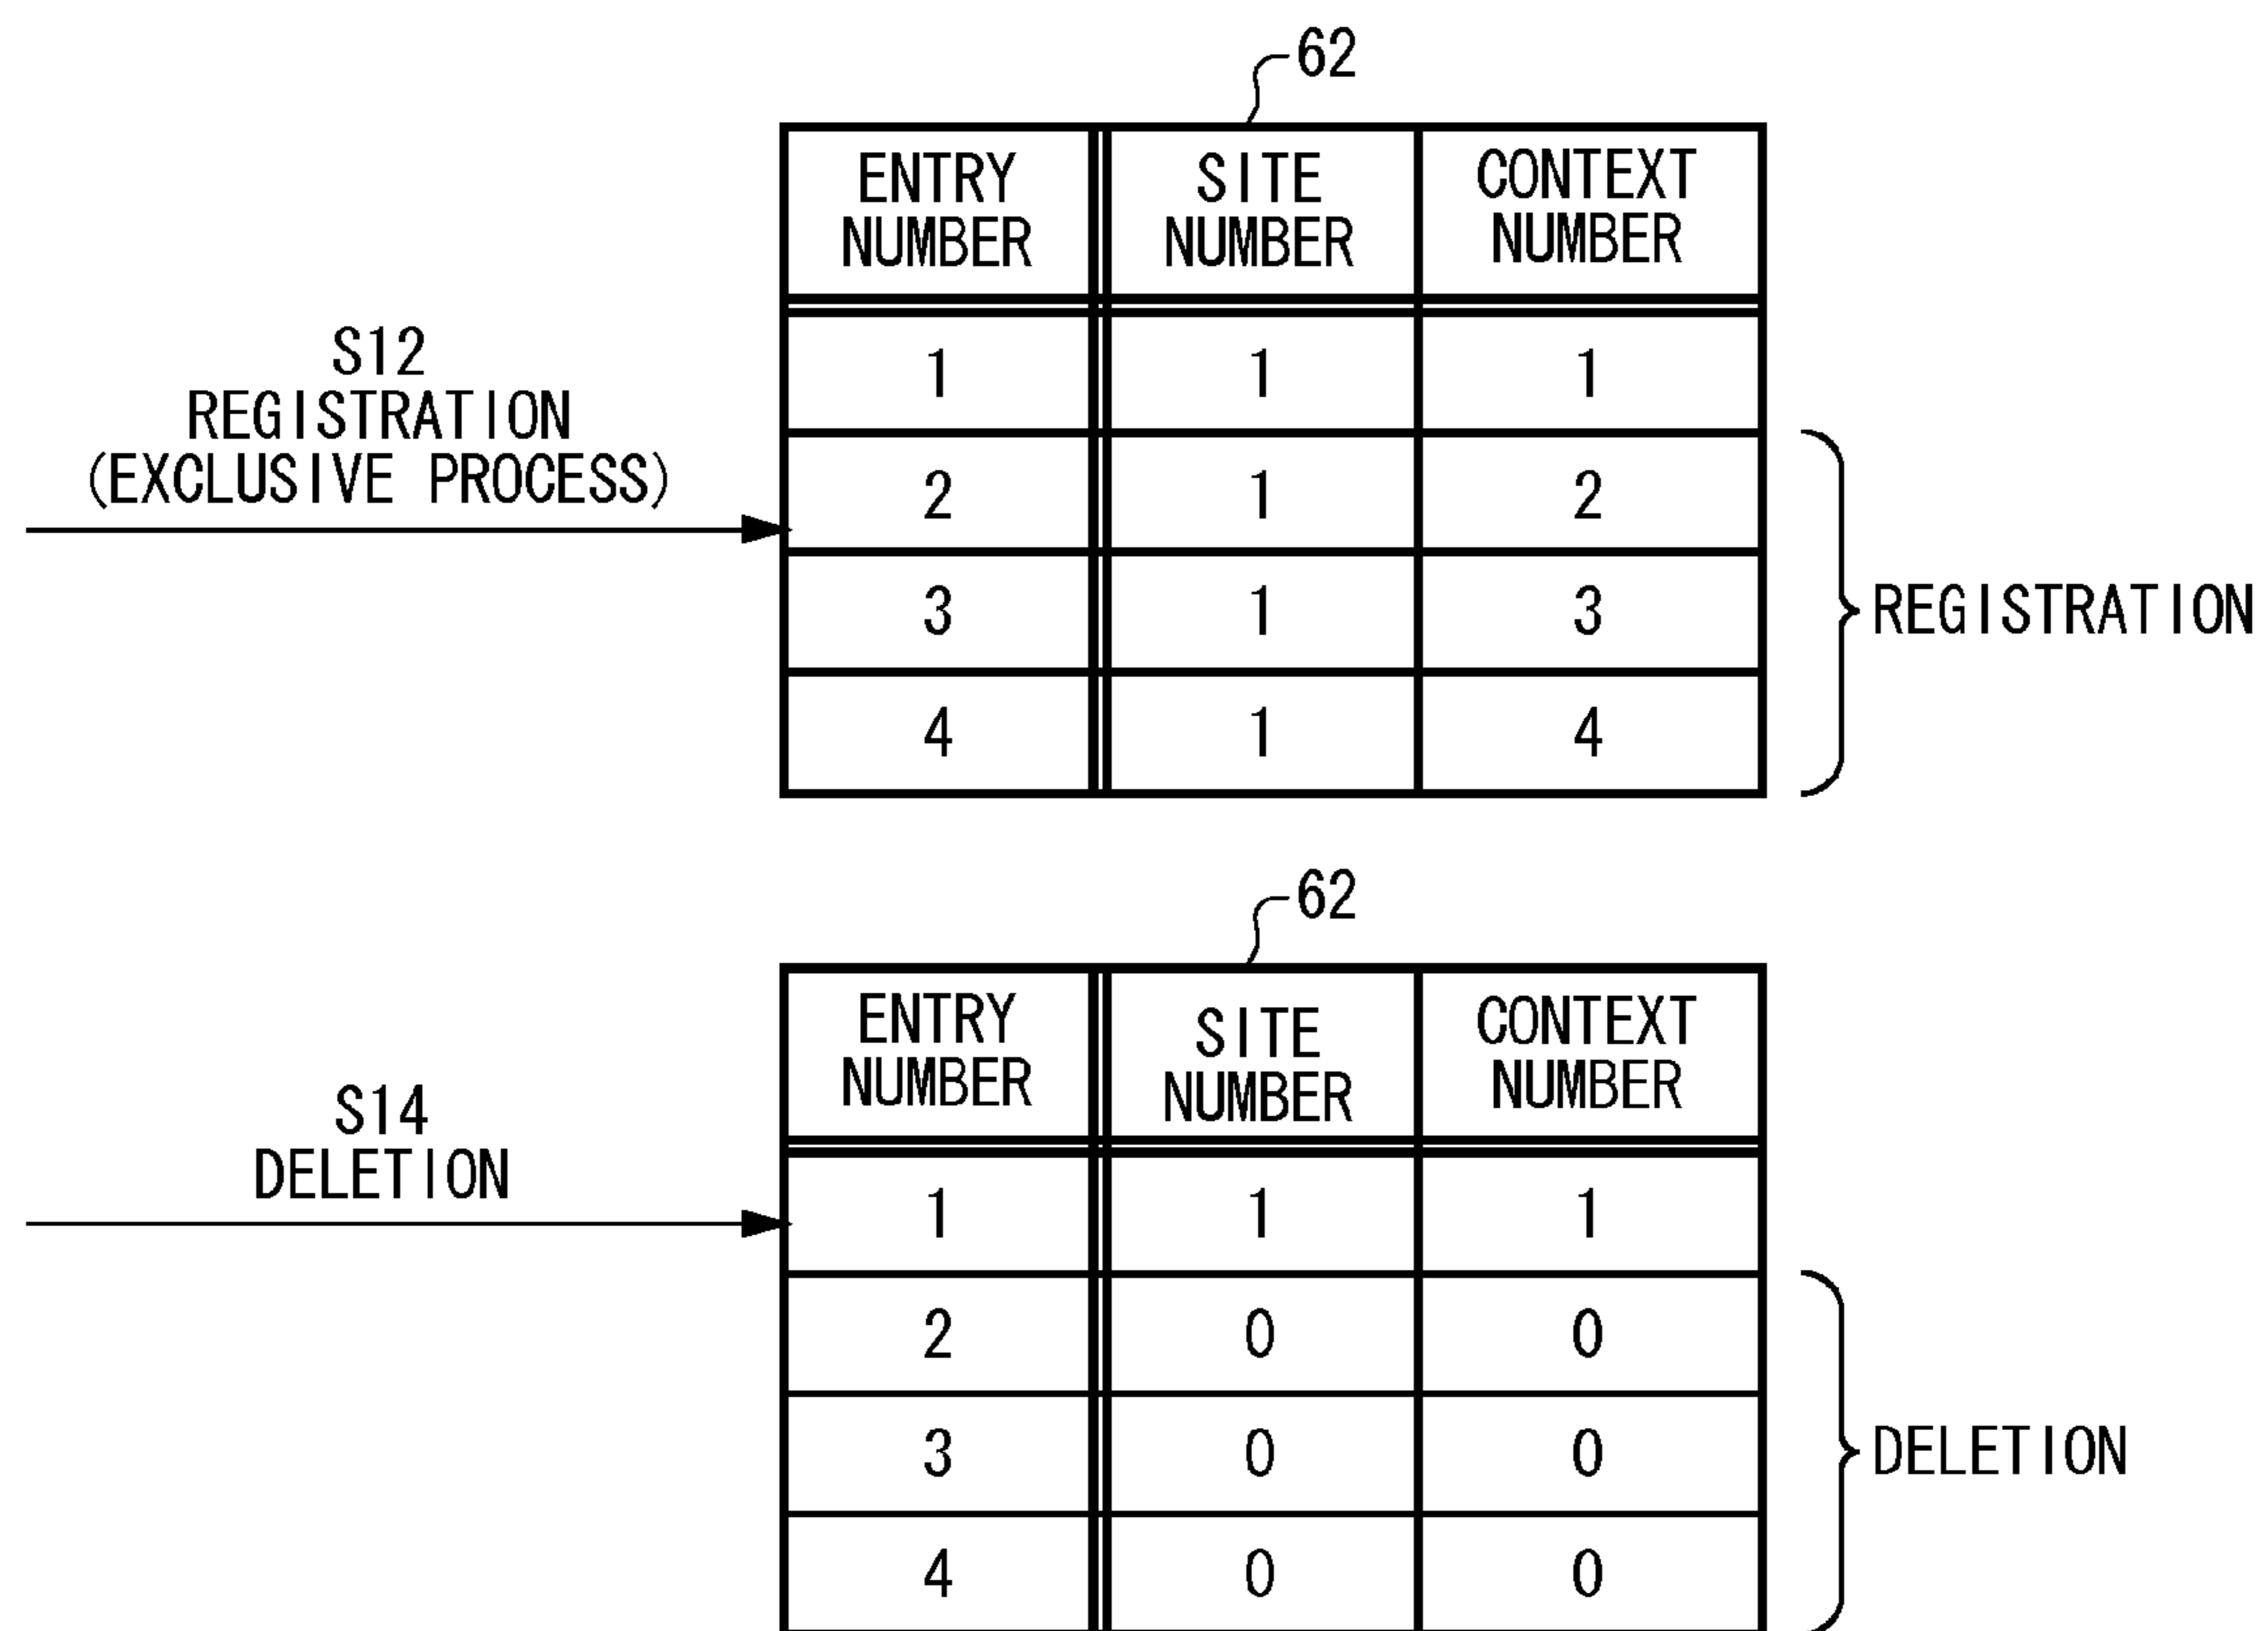 62
ENTRY NUMBER SITE NUMBER CONTEXT NUMBER
1 1 1
2 1 2
3 1 3
4 1 4
S12
REGISTRATION
(EXCLUSIVE PROCESS)
REGISTRATION
62
ENTRY NUMBER SITE NUMBER CONTEXT NUMBER
1 1 1
2 0 0
3 0 0
4 0 0
S14
DELETION
DELETION